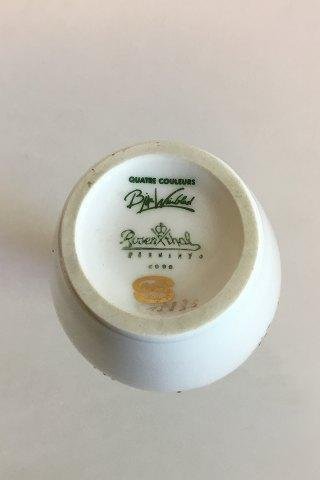 QUATRE COULEURS
Bjørn Wiinblad
Rosenthal
GERMANY